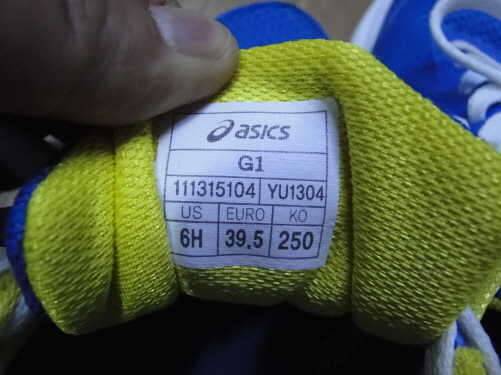 asics
G1
111315104 YU1304
US EURO KO
6H 39.5 250